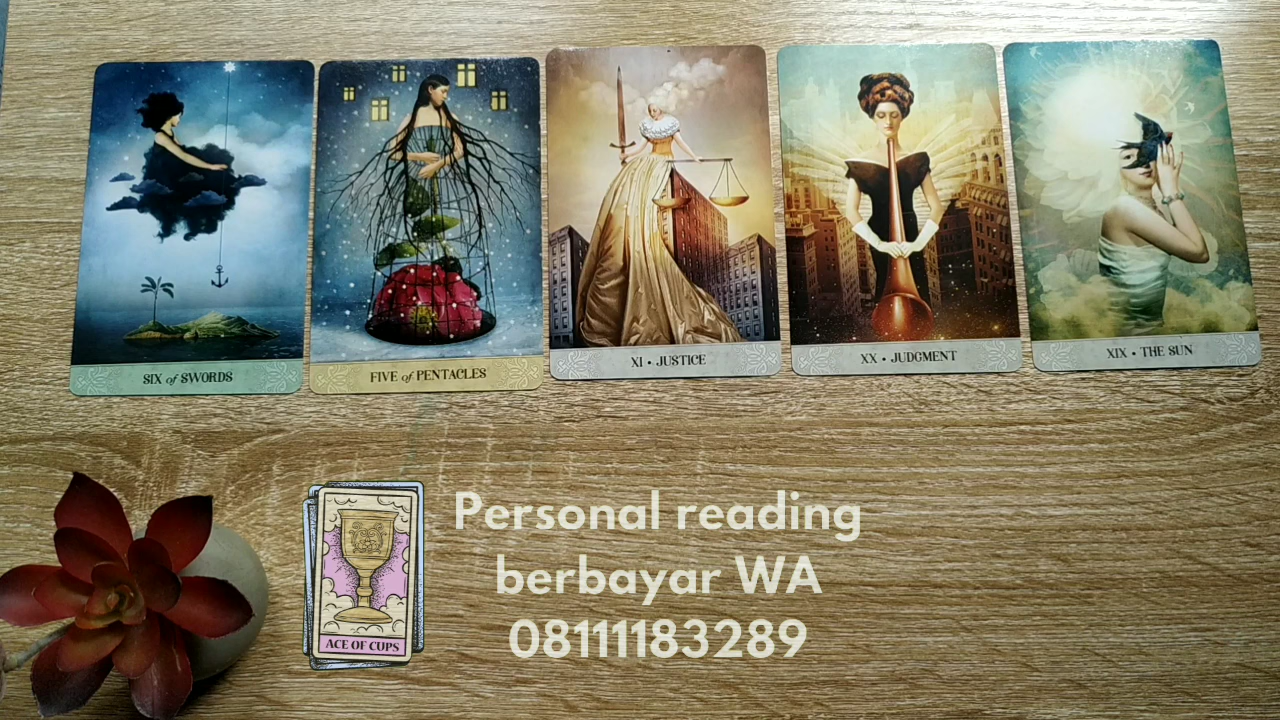 SIX of SWORDS
FIVE of PENTACLES
XI • JUSTICE
XX • JUDGMENT
XIX • THE SUN
ACE OF CUPS
Personal reading
berbayar WA
08111183289